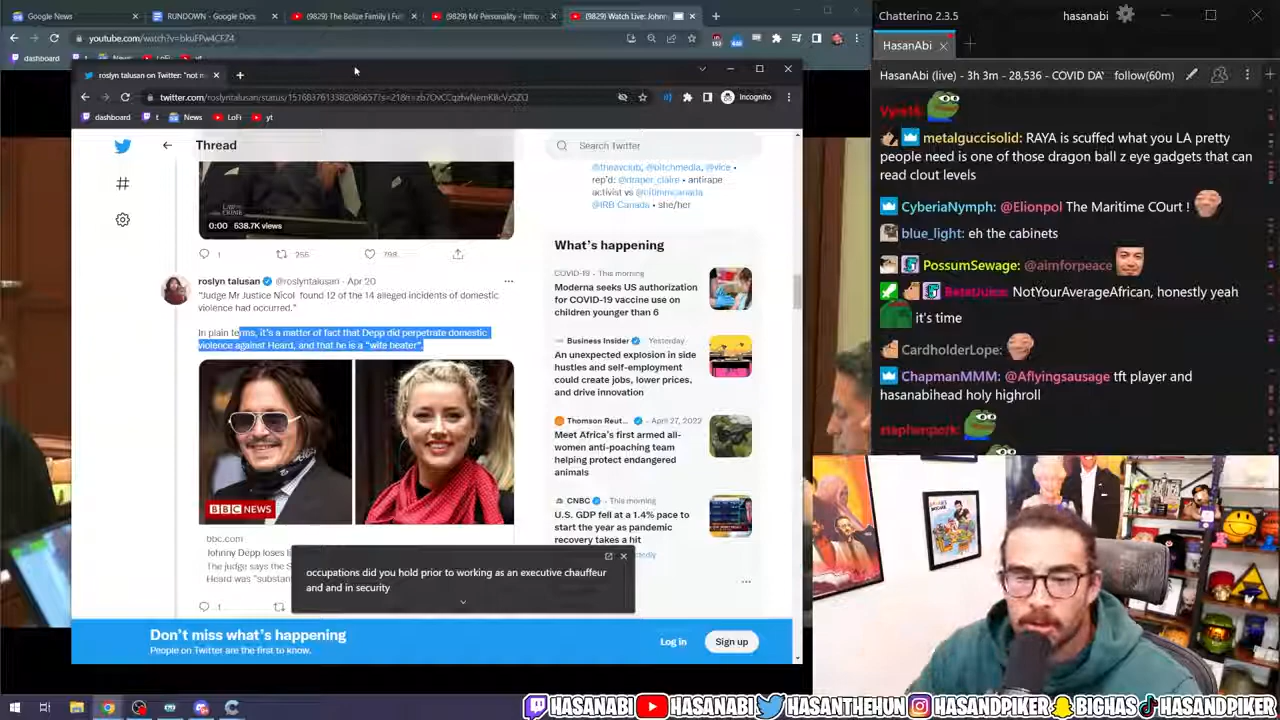 Google News
RUNDOWN - Google Docs
(9829) The Belize Family | Ful
(9829) Mr Personality - Intro
(9829) Watch Live: Johnn
youtube.com/watch?v=bkuFPw4CFZ4
dashboard
t
News
LoFi
yt
roslyn talusan on Twitter: "not m
Incognito
dashboard
t
News
LoFi
yt
Thread
Search Twitter
0:00 638.7K views
@theavclub, @bitchmedia, @vice •
rep'd: @draper_claire • antirape
activist vs @citimmcanada
@IRB Canada • she/her
1
256
798
What's happening
COVID-19 · This morning
Moderna seeks US authorization
for COVID-19 vaccine use on
children younger than 6
Business Insider · Yesterday
An unexpected explosion in side
hustles and self-employment
could create jobs, lower prices,
and drive innovation
Thomson Reut... · April 27, 2022
Meet Africa's first armed all-
women anti-poaching team
helping protect endangered
animals
CNBC · This morning
U.S. GDP fell at a 1.4% pace to
start the year as pandemic
recovery takes a hit
roslyn talusan @roslyntalusan · Apr 20
"Judge Mr Justice Nicol found 12 of the 14 alleged incidents of domestic
violence had occurred."
In plain terms, it's a matter of fact that Depp did perpetrate domestic
violence against Heard, and that he is a "wife beater".
BBC NEWS
bbc.com
Johnny Depp loses li
The judge says the S
Heard was "substan
1
occupations did you hold prior to working as an executive chauffeur
and and in security
Don't miss what's happening
People on Twitter are the first to know.
Log in
Sign up
Chatterino 2.3.5
hasanabi
HasanAbi
HasanAbi (live) - 3h 3m - 28,536 - COVID DA' follow(60m)
metalguccisolid: RAYA is scuffed what you LA pretty
people need is one of those dragon ball z eye gadgets that can
read clout levels
CyberiaNymph: @Elionpol The Maritime COurt !
blue_light: eh the cabinets
PossumSewage: @aimforpeace
NotYourAverageAfrican, honestly yeah
it's time
CardholderLope:
ChapmanMMM: @Aflyingsausage tft player and
hasanabihead holy highroll
HASANABI
HASANABI
HASANTHEHUN
HASANDPIKER
BIGHAS
HASANDPIKER